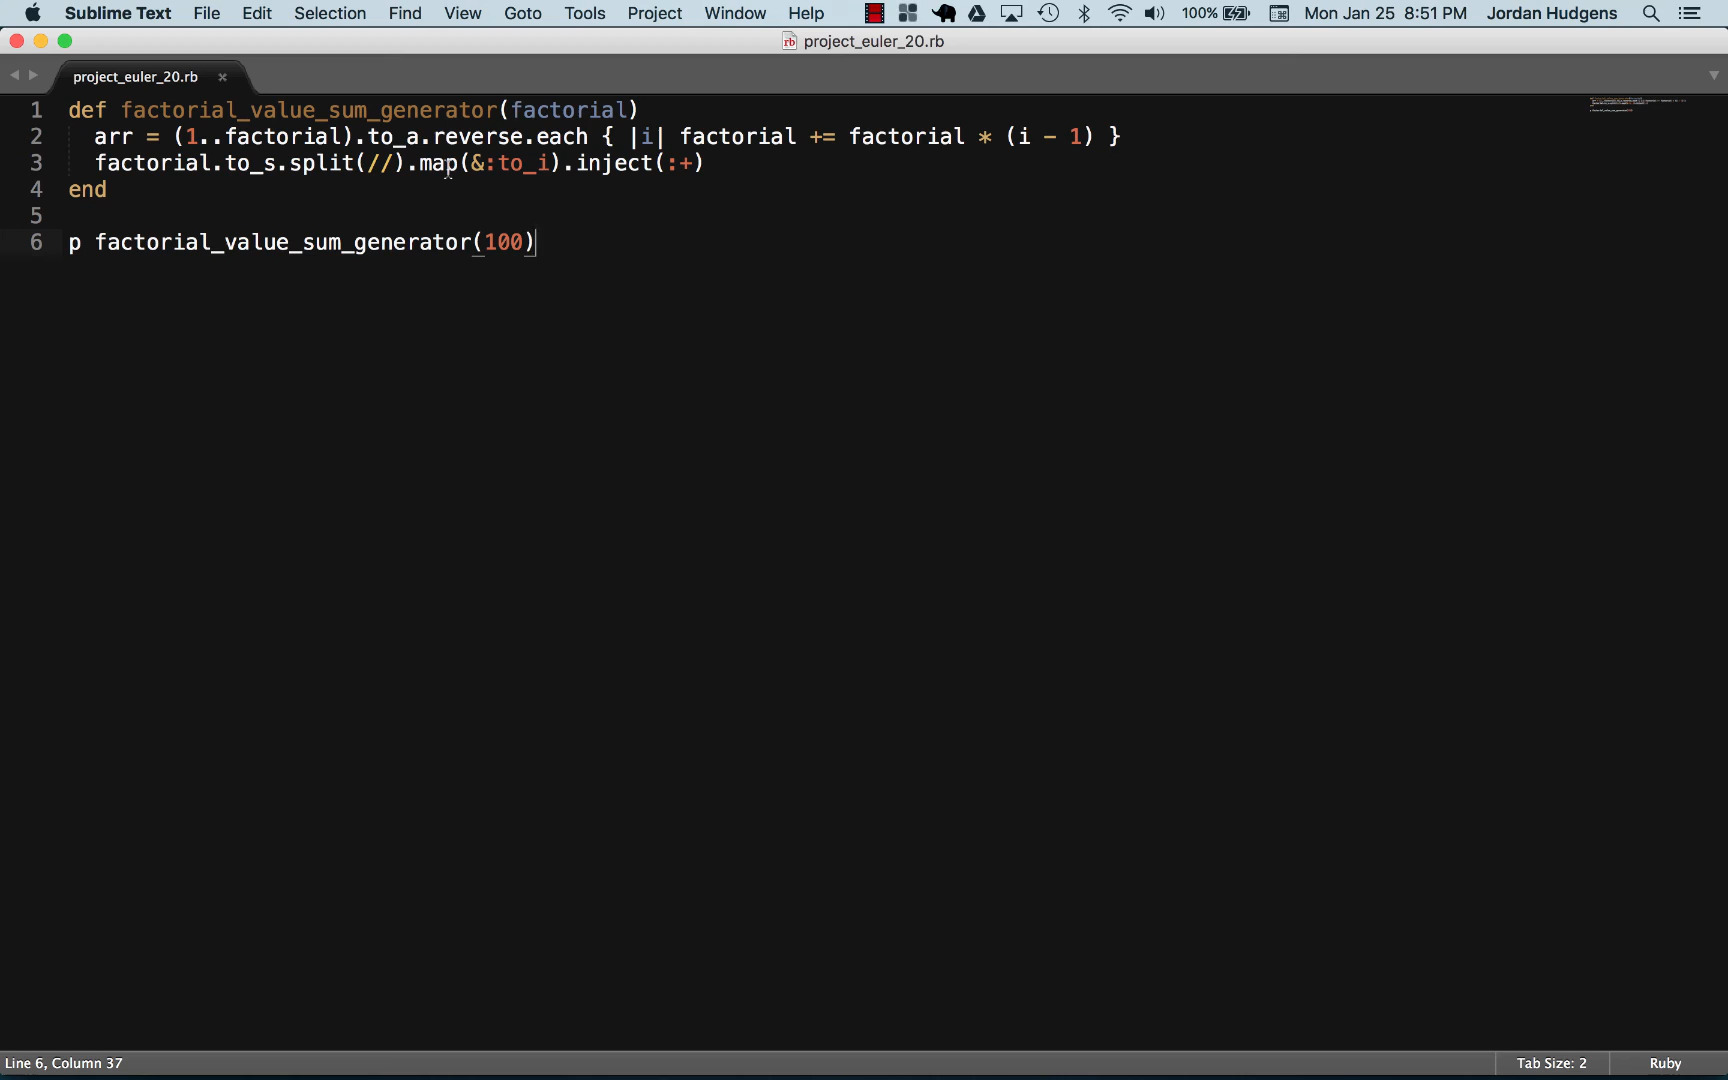 Sublime Text File Edit Selection Find View Goto Tools Project Window Help 100% Mon Jan 25 8:51 PM Jordan Hudgens
rb project_euler_20.rb
project_euler_20.rb ×
1 def factorial_value_sum_generator(factorial)
2 arr = (1..factorial).to_a.reverse.each { |i| factorial += factorial * (i - 1) }
3 factorial.to_s.split(//).map(&:to_i).inject(:+)
4 end
5
6 p factorial_value_sum_generator(100)
Line 6, Column 37 Tab Size: 2 Ruby